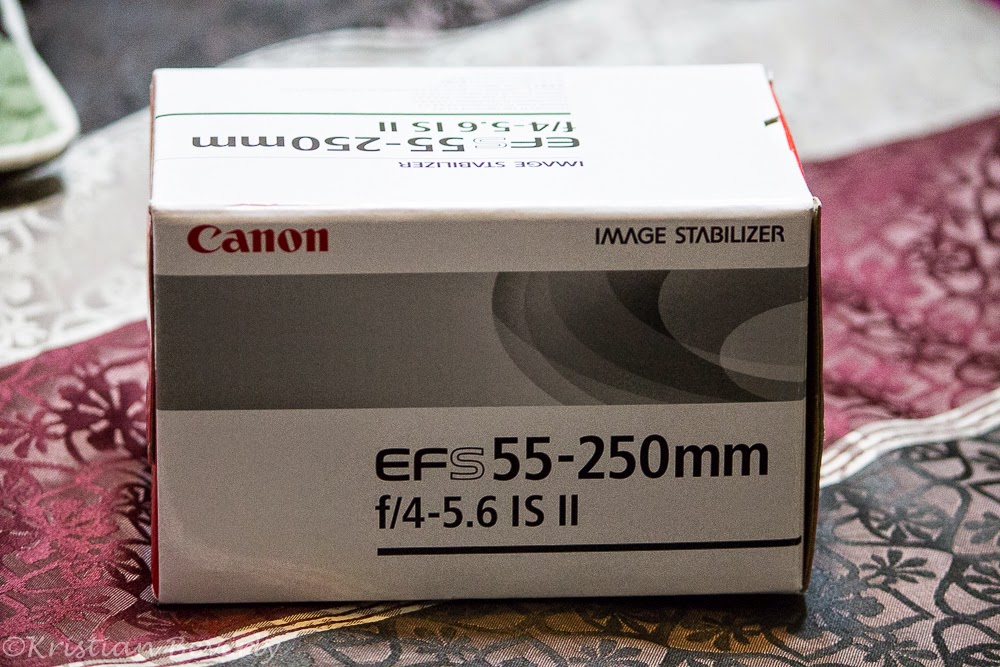 f/4-5.6 IS II
EFS 55-250mm
IMAGE STABILIZER
Canon
IMAGE STABILIZER
EFS 55-250mm
f/4-5.6 IS II
©Kristian